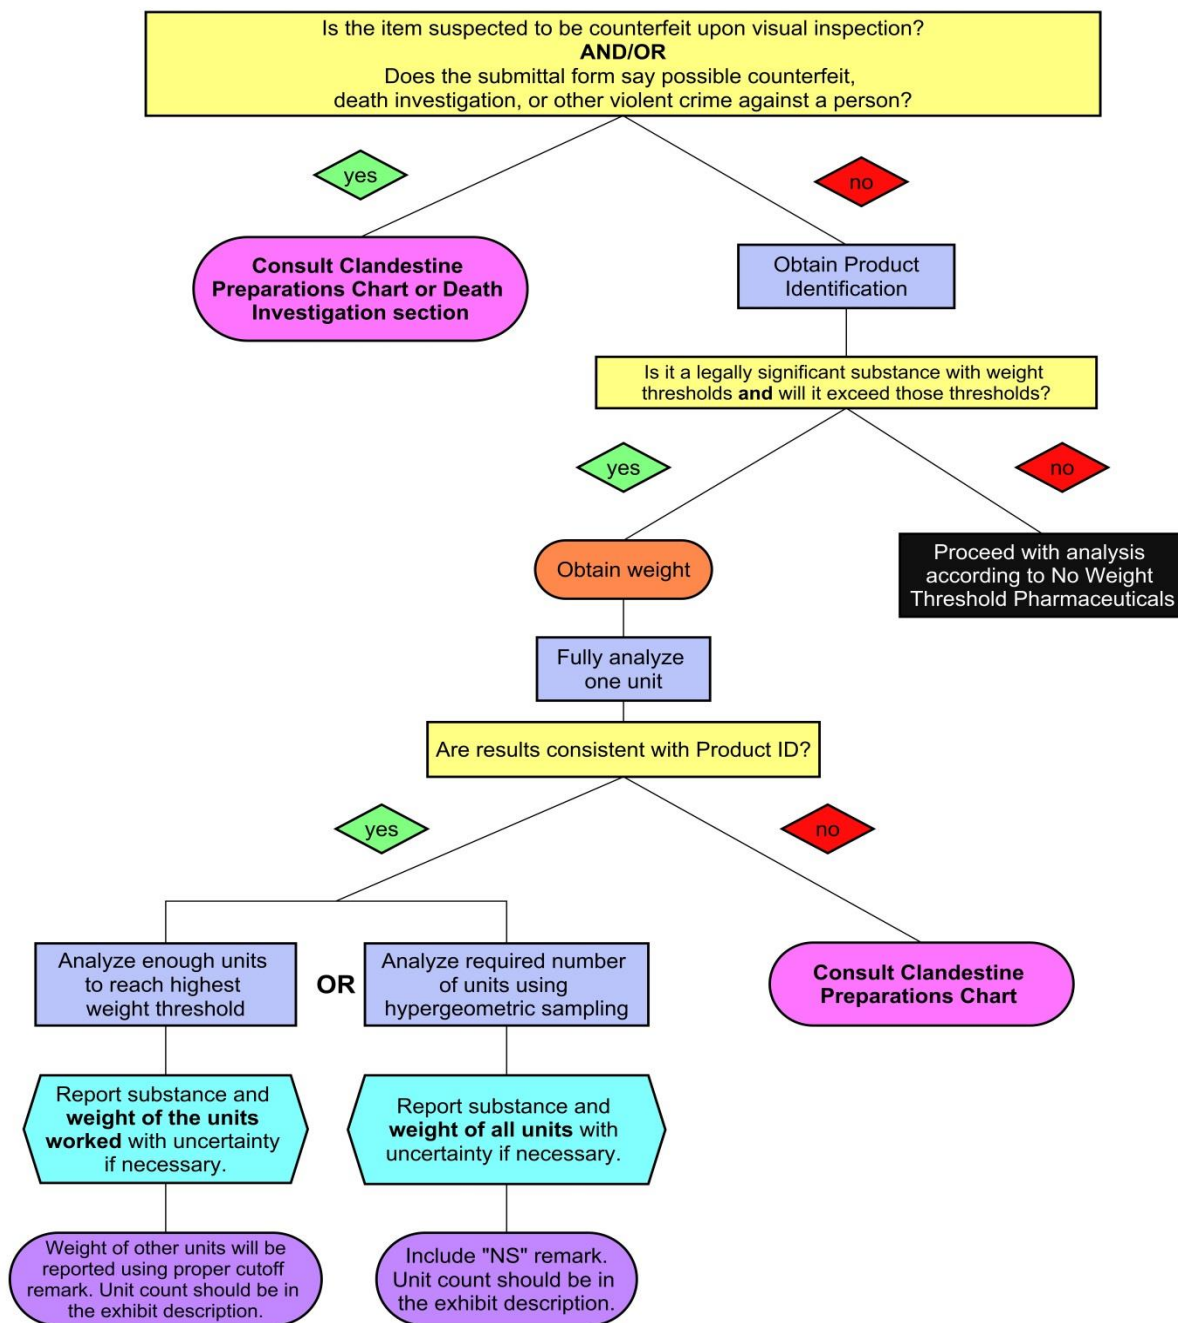 Is the item suspected to be counterfeit upon visual inspection?
AND/OR
Does the submittal form say possible counterfeit,
death investigation, or other violent crime against a person?
yes
no
Consult Clandestine
Preparations Chart or Death
Investigation section
Obtain Product
Identification
Is it a legally significant substance with weight
thresholds and will it exceed those thresholds?
yes
no
Obtain weight
Proceed with analysis
according to No Weight
Threshold Pharmaceuticals
Fully analyze
one unit
Are results consistent with Product ID?
yes
no
Analyze enough units
to reach highest
weight threshold
OR
Analyze required number
of units using
hypergeometric sampling
Consult Clandestine
Preparations Chart
Report substance and
weight of the units
worked with uncertainty
if necessary.
Report substance and
weight of all units with
uncertainty if necessary.
Weight of other units will be
reported using proper cutoff
remark. Unit count should be in
the exhibit description.
Include "NS" remark.
Unit count should be in
the exhibit description.